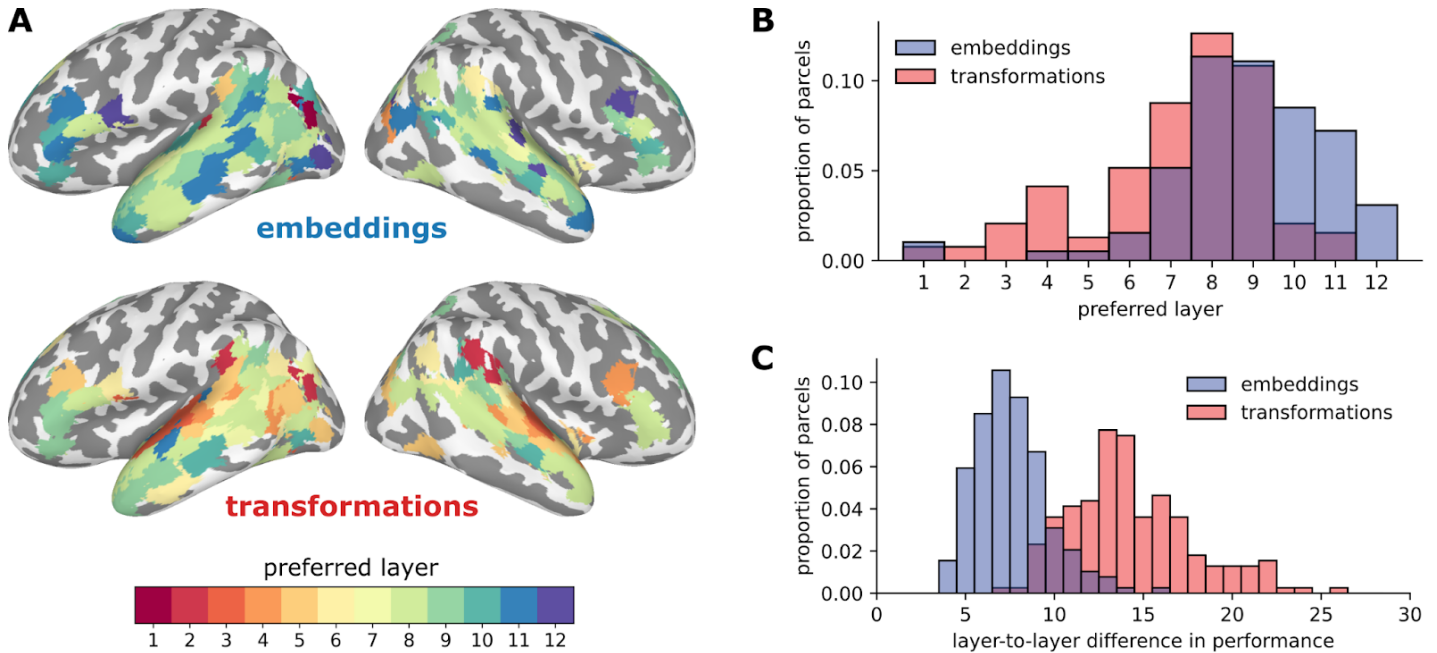 A
embeddings
transformations
preferred layer
1 2 3 4 5 6 7 8 9 10 11 12
B
embeddings
transformations
proportion of parcels
0.10
0.05
0.00
1 2 3 4 5 6 7 8 9 10 11 12
preferred layer
C
embeddings
transformations
proportion of parcels
0.10
0.08
0.06
0.04
0.02
0.00
0 5 10 15 20 25 30
layer-to-layer difference in performance